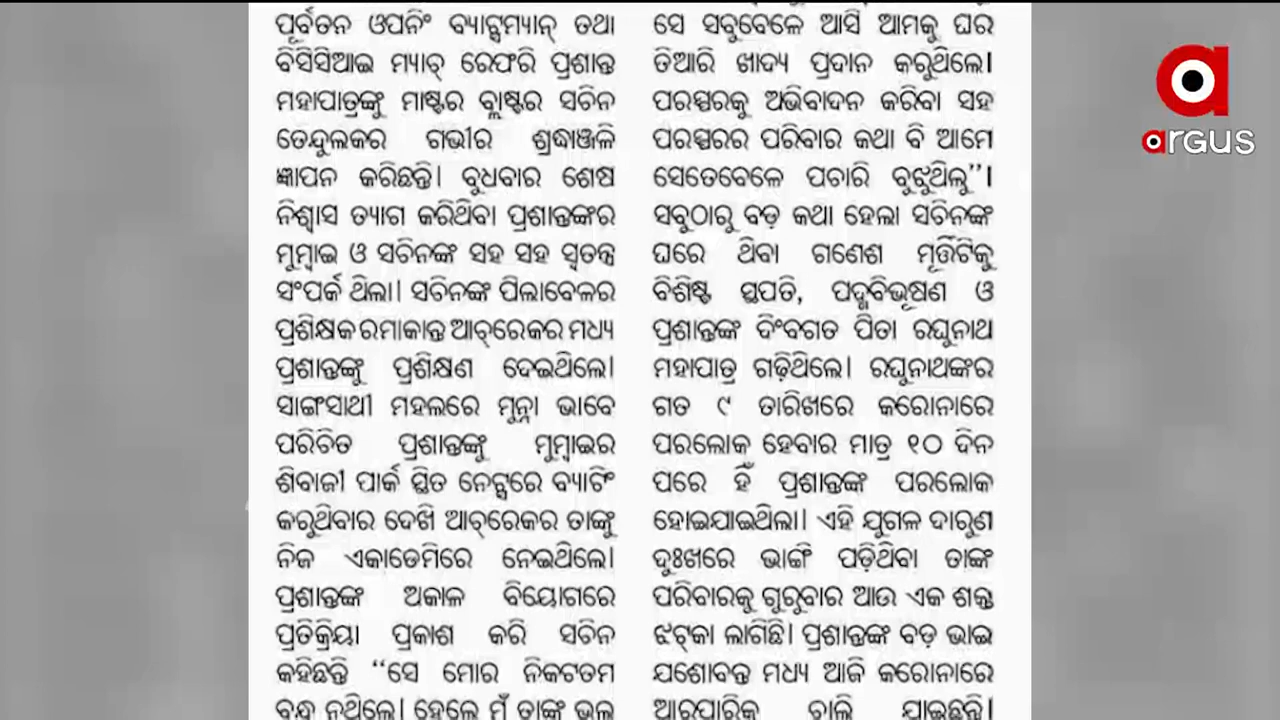 ପୂର୍ବତନ ଓପନିଂ ବ୍ୟାଟ୍ସମ୍ୟାନ୍ ତଥା
ବିସିସିଆଇ ମ୍ୟାଚ୍ ରେଫରି ପ୍ରଶାନ୍ତ
ମହାପାତ୍ରଙ୍କୁ ମାଷ୍ଟର ବ୍ଲାଷ୍ଟର ସଚିନ
ତେନ୍ଦୁଲକର ଗଭୀର ଶ୍ରଦ୍ଧାଞ୍ଜଳି
ଜ୍ଞାପନ କରିଛନ୍ତି। ବୁଧବାର ଶେଷ
ନିଶ୍ୱାସ ତ୍ୟାଗ କରିଥିବା ପ୍ରଶାନ୍ତଙ୍କର
ମୁମ୍ବାଇ ଓ ସଚିନଙ୍କ ସହ ସହ ସ୍ୱତନ୍ତ୍ର
ସଂପର୍କ ଥିଲା। ସଚିନଙ୍କ ପିଲାବେଳର
ପ୍ରଶିକ୍ଷକ ରମାକାନ୍ତ ଆଚ୍‌ରେକର ମଧ୍ୟ
ପ୍ରଶାନ୍ତଙ୍କୁ ପ୍ରଶିକ୍ଷଣ ଦେଇଥିଲେ।
ସାଙ୍ଗସାଥୀ ମହଲରେ ମୁନ୍ନା ଭାବେ
ପରିଚିତ ପ୍ରଶାନ୍ତଙ୍କୁ ମୁମ୍ବାଇର
ଶିବାଜୀ ପାର୍କ ସ୍ଥିତ ନେଟ୍ସରେ ବ୍ୟାଟିଂ
କରୁଥିବାର ଦେଖି ଆଚ୍‌ରେକର ତାଙ୍କୁ
ନିଜ ଏକାଡେମିରେ ନେଇଥିଲେ।
ପ୍ରଶାନ୍ତଙ୍କ ଅକାଳ ବିୟୋଗରେ
ପ୍ରତିକ୍ରିୟା ପ୍ରକାଶ କରି ସଚିନ
କହିଛନ୍ତି ‘‘ସେ ମୋର ନିକଟତମ
ବନ୍ଧୁ ନଥିଲେ। ହେଲେ ମୁଁ ତାଙ୍କୁ ଭଲ
ସେ ସବୁବେଳେ ଆସି ଆମକୁ ଘର
ତିଆରି ଖାଦ୍ୟ ପ୍ରଦାନ କରୁଥିଲେ।
ପରସ୍ପରକୁ ଅଭିବାଦନ କରିବା ସହ
ପରସ୍ପରର ପରିବାର କଥା ବି ଆମେ
ସେତେବେଳେ ପଚାରି ବୁଝୁଥିଲୁ’’।
ସବୁଠାରୁ ବଡ଼ କଥା ହେଲା ସଚିନଙ୍କ
ଘରେ ଥିବା ଗଣେଶ ମୂର୍ତ୍ତିଟିକୁ
ବିଶିଷ୍ଟ ସ୍ଥପତି, ପଦ୍ମବିଭୂଷଣ ଓ
ପ୍ରଶାନ୍ତଙ୍କ ଦିଂବଗତ ପିତା ରଘୁନାଥ
ମହାପାତ୍ର ଗଢ଼ିଥିଲେ। ରଘୁନାଥଙ୍କର
ଗତ ୯ ତାରିଖରେ କରୋନାରେ
ପରଲୋକ ହେବାର ମାତ୍ର ୧୦ ଦିନ
ପରେ ହିଁ ପ୍ରଶାନ୍ତଙ୍କ ପରଲୋକ
ହୋଇଯାଇଥିଲା। ଏହି ଯୁଗଳ ଦାରୁଣ
ଦୁଃଖରେ ଭାଙ୍ଗି ପଡ଼ିଥିବା ତାଙ୍କ
ପରିବାରକୁ ଗୁରୁବାର ଆଉ ଏକ ଶକ୍ତ
ଝଟ୍‌କା ଲାଗିଛି। ପ୍ରଶାନ୍ତଙ୍କ ବଡ଼ ଭାଇ
ଯଶୋବନ୍ତ ମଧ୍ୟ ଆଜି କରୋନାରେ
ଆରପାରିକୁ ଚାଲି ଯାଇଛନ୍ତି।
argus